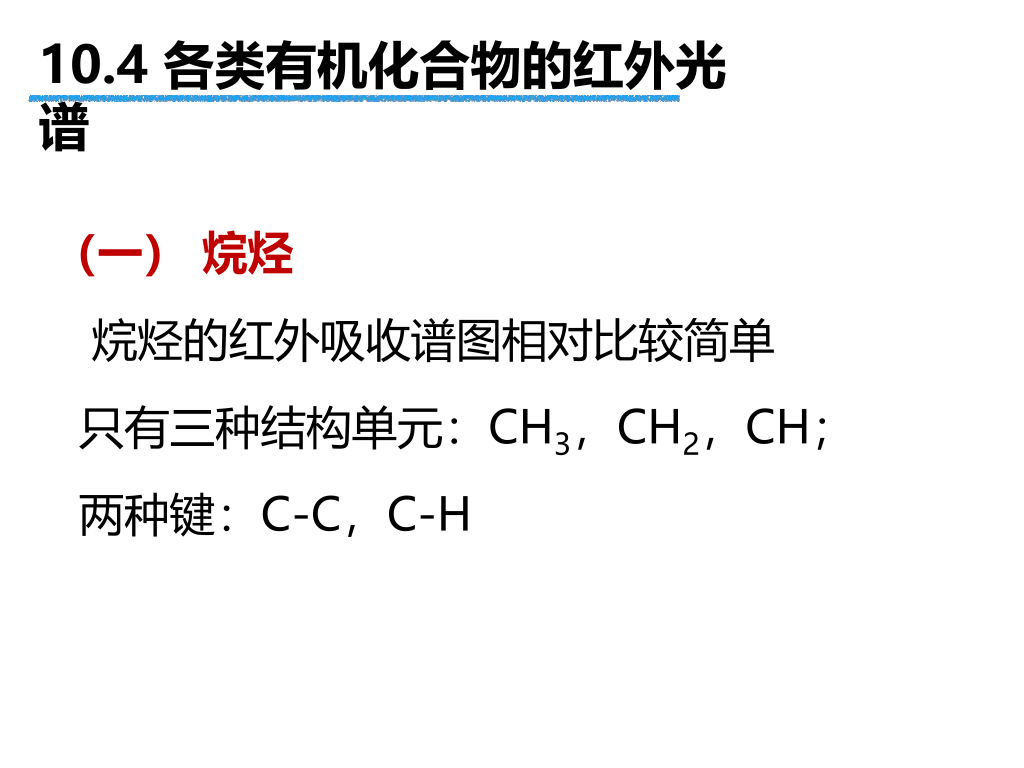 10.4 各类有机化合物的红外光
谱
(一) 烷烃
烷烃的红外吸收谱图相对比较简单
只有三种结构单元：CH₃，CH₂，CH；
两种键：C-C，C-H